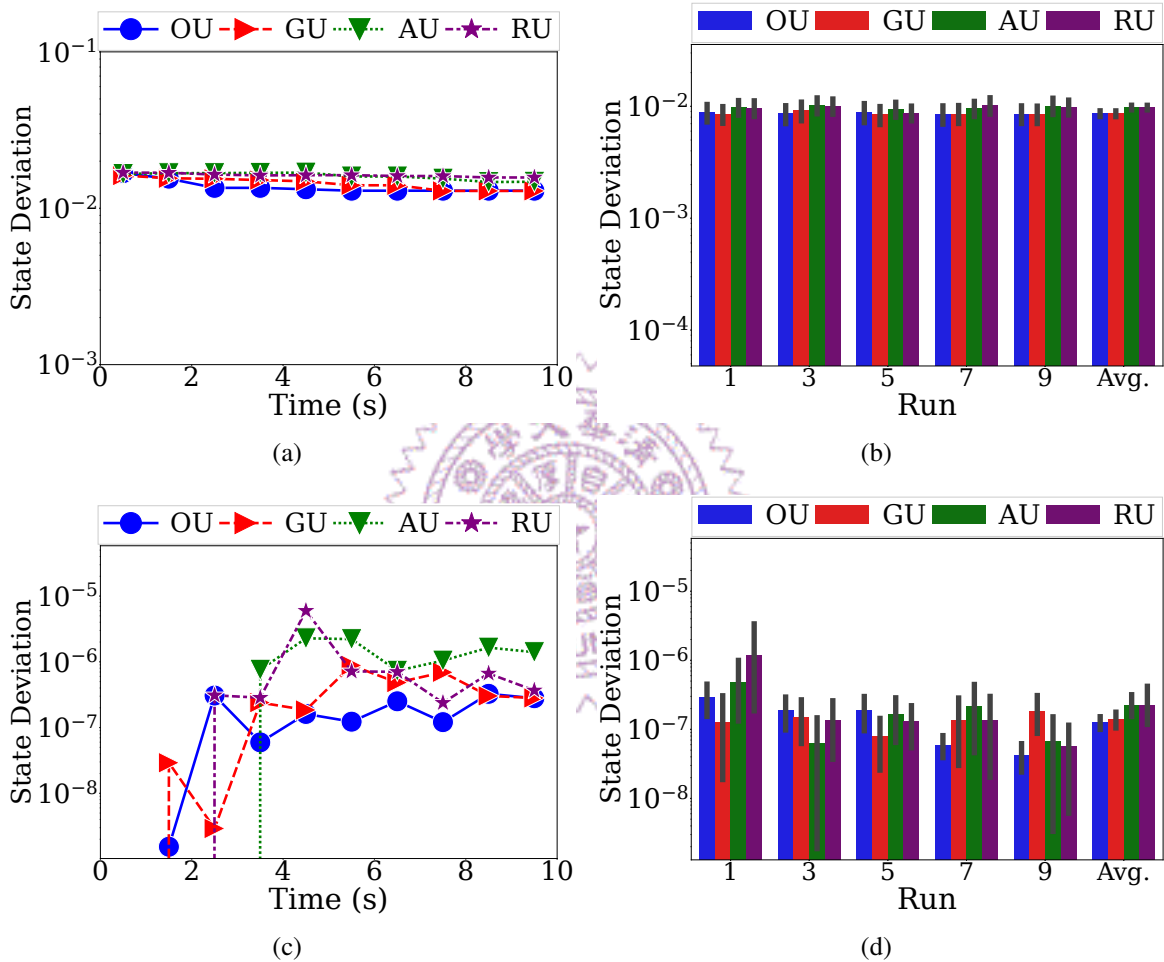 OU GU AU RU
10⁻¹
10⁻²
10⁻³
State Deviation
0 2 4 6 8 10
Time (s)
(a)
OU GU AU RU
10⁻²
10⁻³
10⁻⁴
State Deviation
1 3 5 7 9 Avg.
Run
(b)
OU GU AU RU
10⁻⁵
10⁻⁶
10⁻⁷
10⁻⁸
State Deviation
0 2 4 6 8 10
Time (s)
(c)
OU GU AU RU
10⁻⁵
10⁻⁶
10⁻⁷
10⁻⁸
State Deviation
1 3 5 7 9 Avg.
Run
(d)